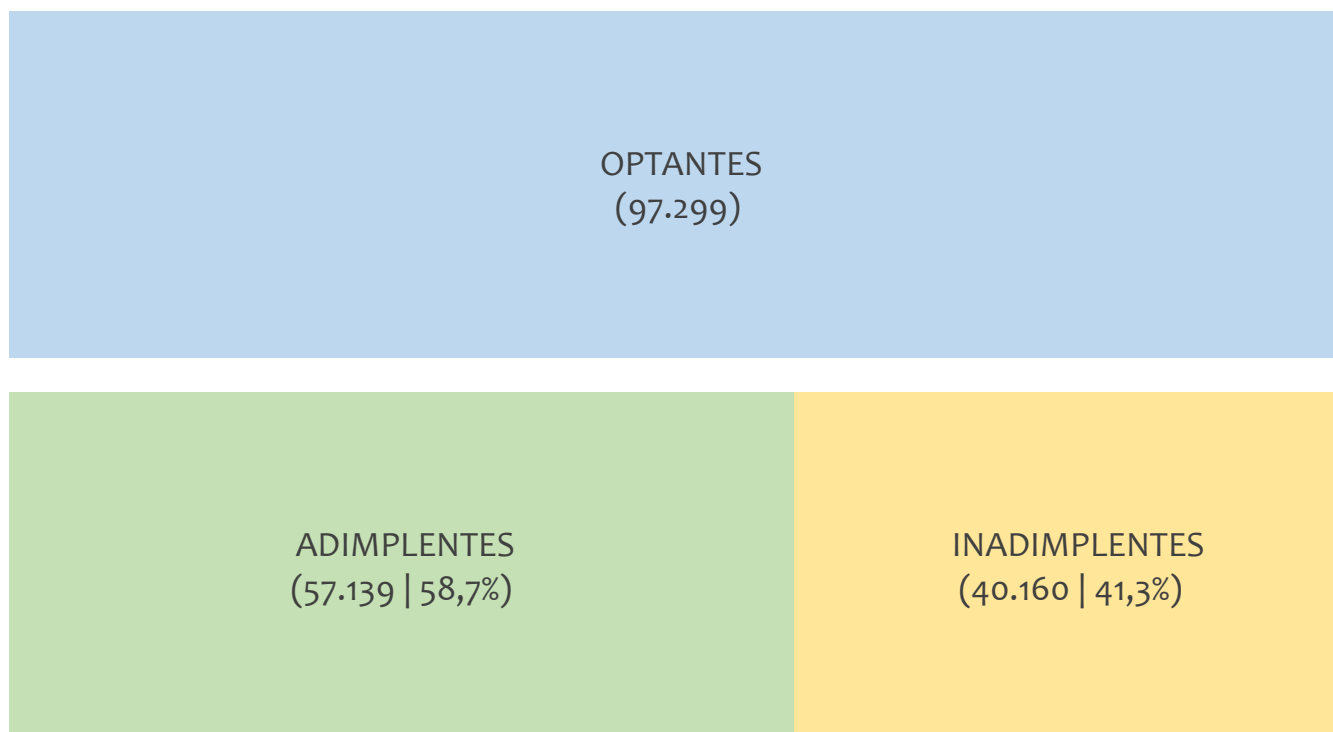 OPTANTES
(97.299)
ADIMPLENTES
(57.139 | 58,7%)
INADIMPLENTES
(40.160 | 41,3%)